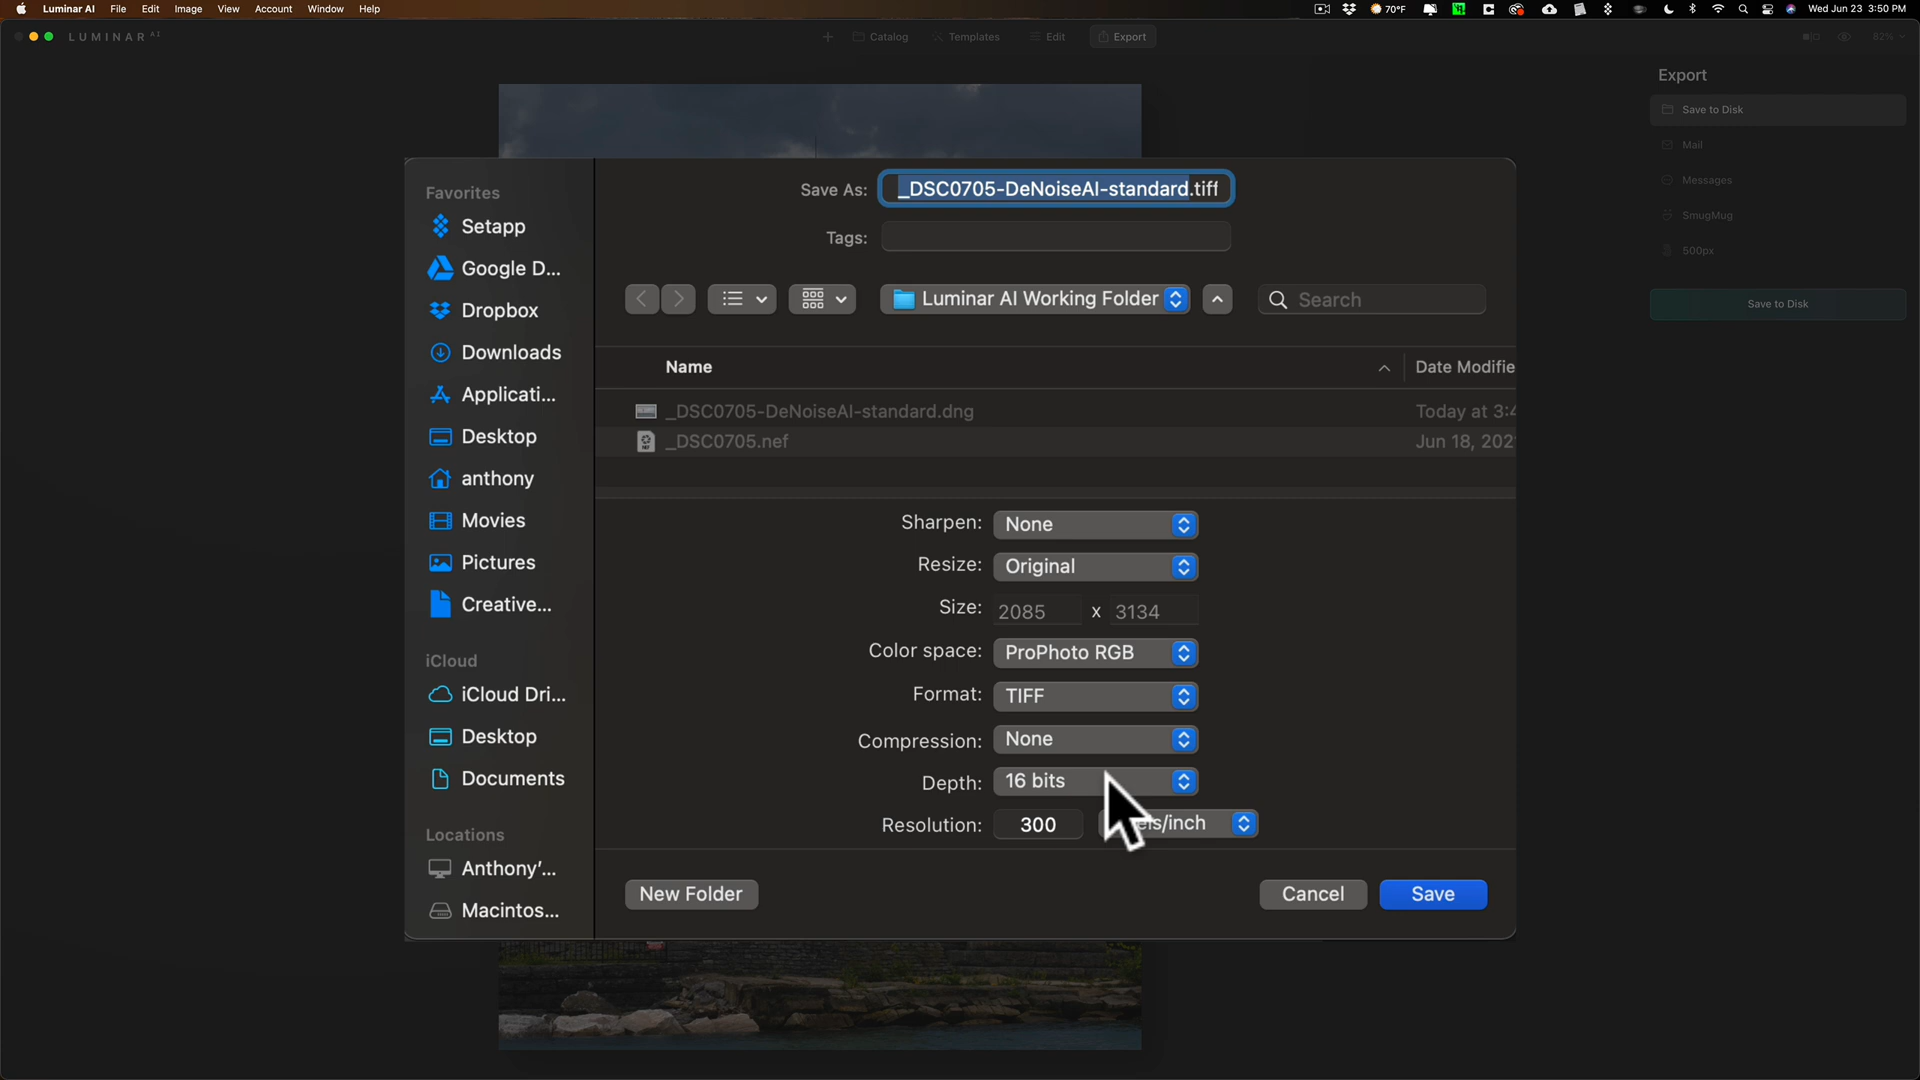 Luminar AI File Edit Image View Account Window Help 70°F Wed Jun 23 3:50 PM
LUMINAR AI Catalog Templates Edit Export 82%
Export
Save to Disk
Mail
Messages
SmugMug
500px
Save to Disk
Favorites
Setapp
Google D...
Dropbox
Downloads
Applicati...
Desktop
anthony
Movies
Pictures
Creative...
iCloud
iCloud Dri...
Desktop
Documents
Locations
Anthony’...
Macintos...
Save As: _DSC0705-DeNoiseAI-standard.tiff
Tags:
Luminar AI Working Folder Search
Name Date Modifie
_DSC0705-DeNoiseAI-standard.dng Today at 3:4
_DSC0705.nef Jun 18, 202
Sharpen: None
Resize: Original
Size: 2085 x 3134
Color space: ProPhoto RGB
Format: TIFF
Compression: None
Depth: 16 bits
Resolution: 300 els/inch
New Folder Cancel Save